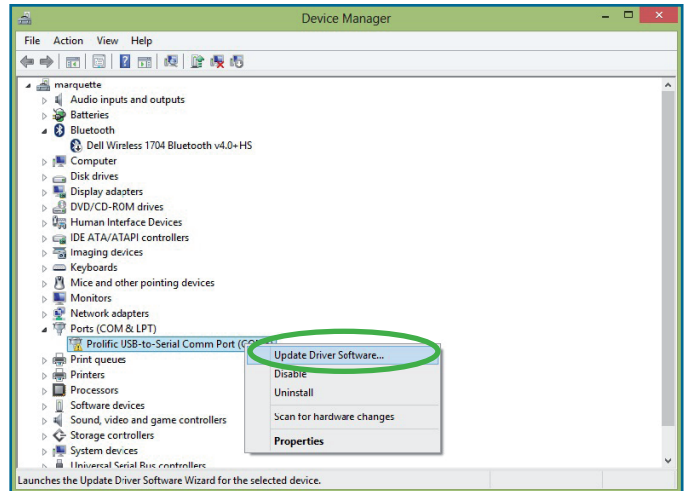 Device Manager
File Action View Help
marquette
Audio inputs and outputs
Batteries
Bluetooth
Dell Wireless 1704 Bluetooth v4.0+HS
Computer
Disk drives
Display adapters
DVD/CD-ROM drives
Human Interface Devices
IDE ATA/ATAPI controllers
Imaging devices
Keyboards
Mice and other pointing devices
Monitors
Network adapters
Ports (COM & LPT)
Prolific USB-to-Serial Comm Port
Update Driver Software...
Disable
Uninstall
Scan for hardware changes
Properties
Print queues
Printers
Processors
Software devices
Sound, video and game controllers
Storage controllers
System devices
Universal Serial Bus controllers
Launches the Update Driver Software Wizard for the selected device.